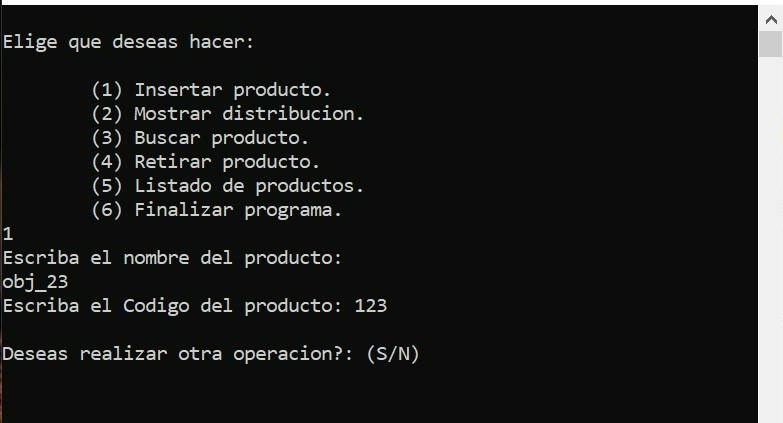 Elige que deseas hacer:
(1) Insertar producto.
(2) Mostrar distribucion.
(3) Buscar producto.
(4) Retirar producto.
(5) Listado de productos.
(6) Finalizar programa.
1
Escriba el nombre del producto:
obj_23
Escriba el Codigo del producto: 123
Deseas realizar otra operacion?: (S/N)